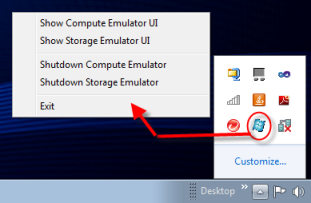 Show Compute Emulator UI
Show Storage Emulator UI
Shutdown Compute Emulator
Shutdown Storage Emulator
Exit
Customize...
Desktop »